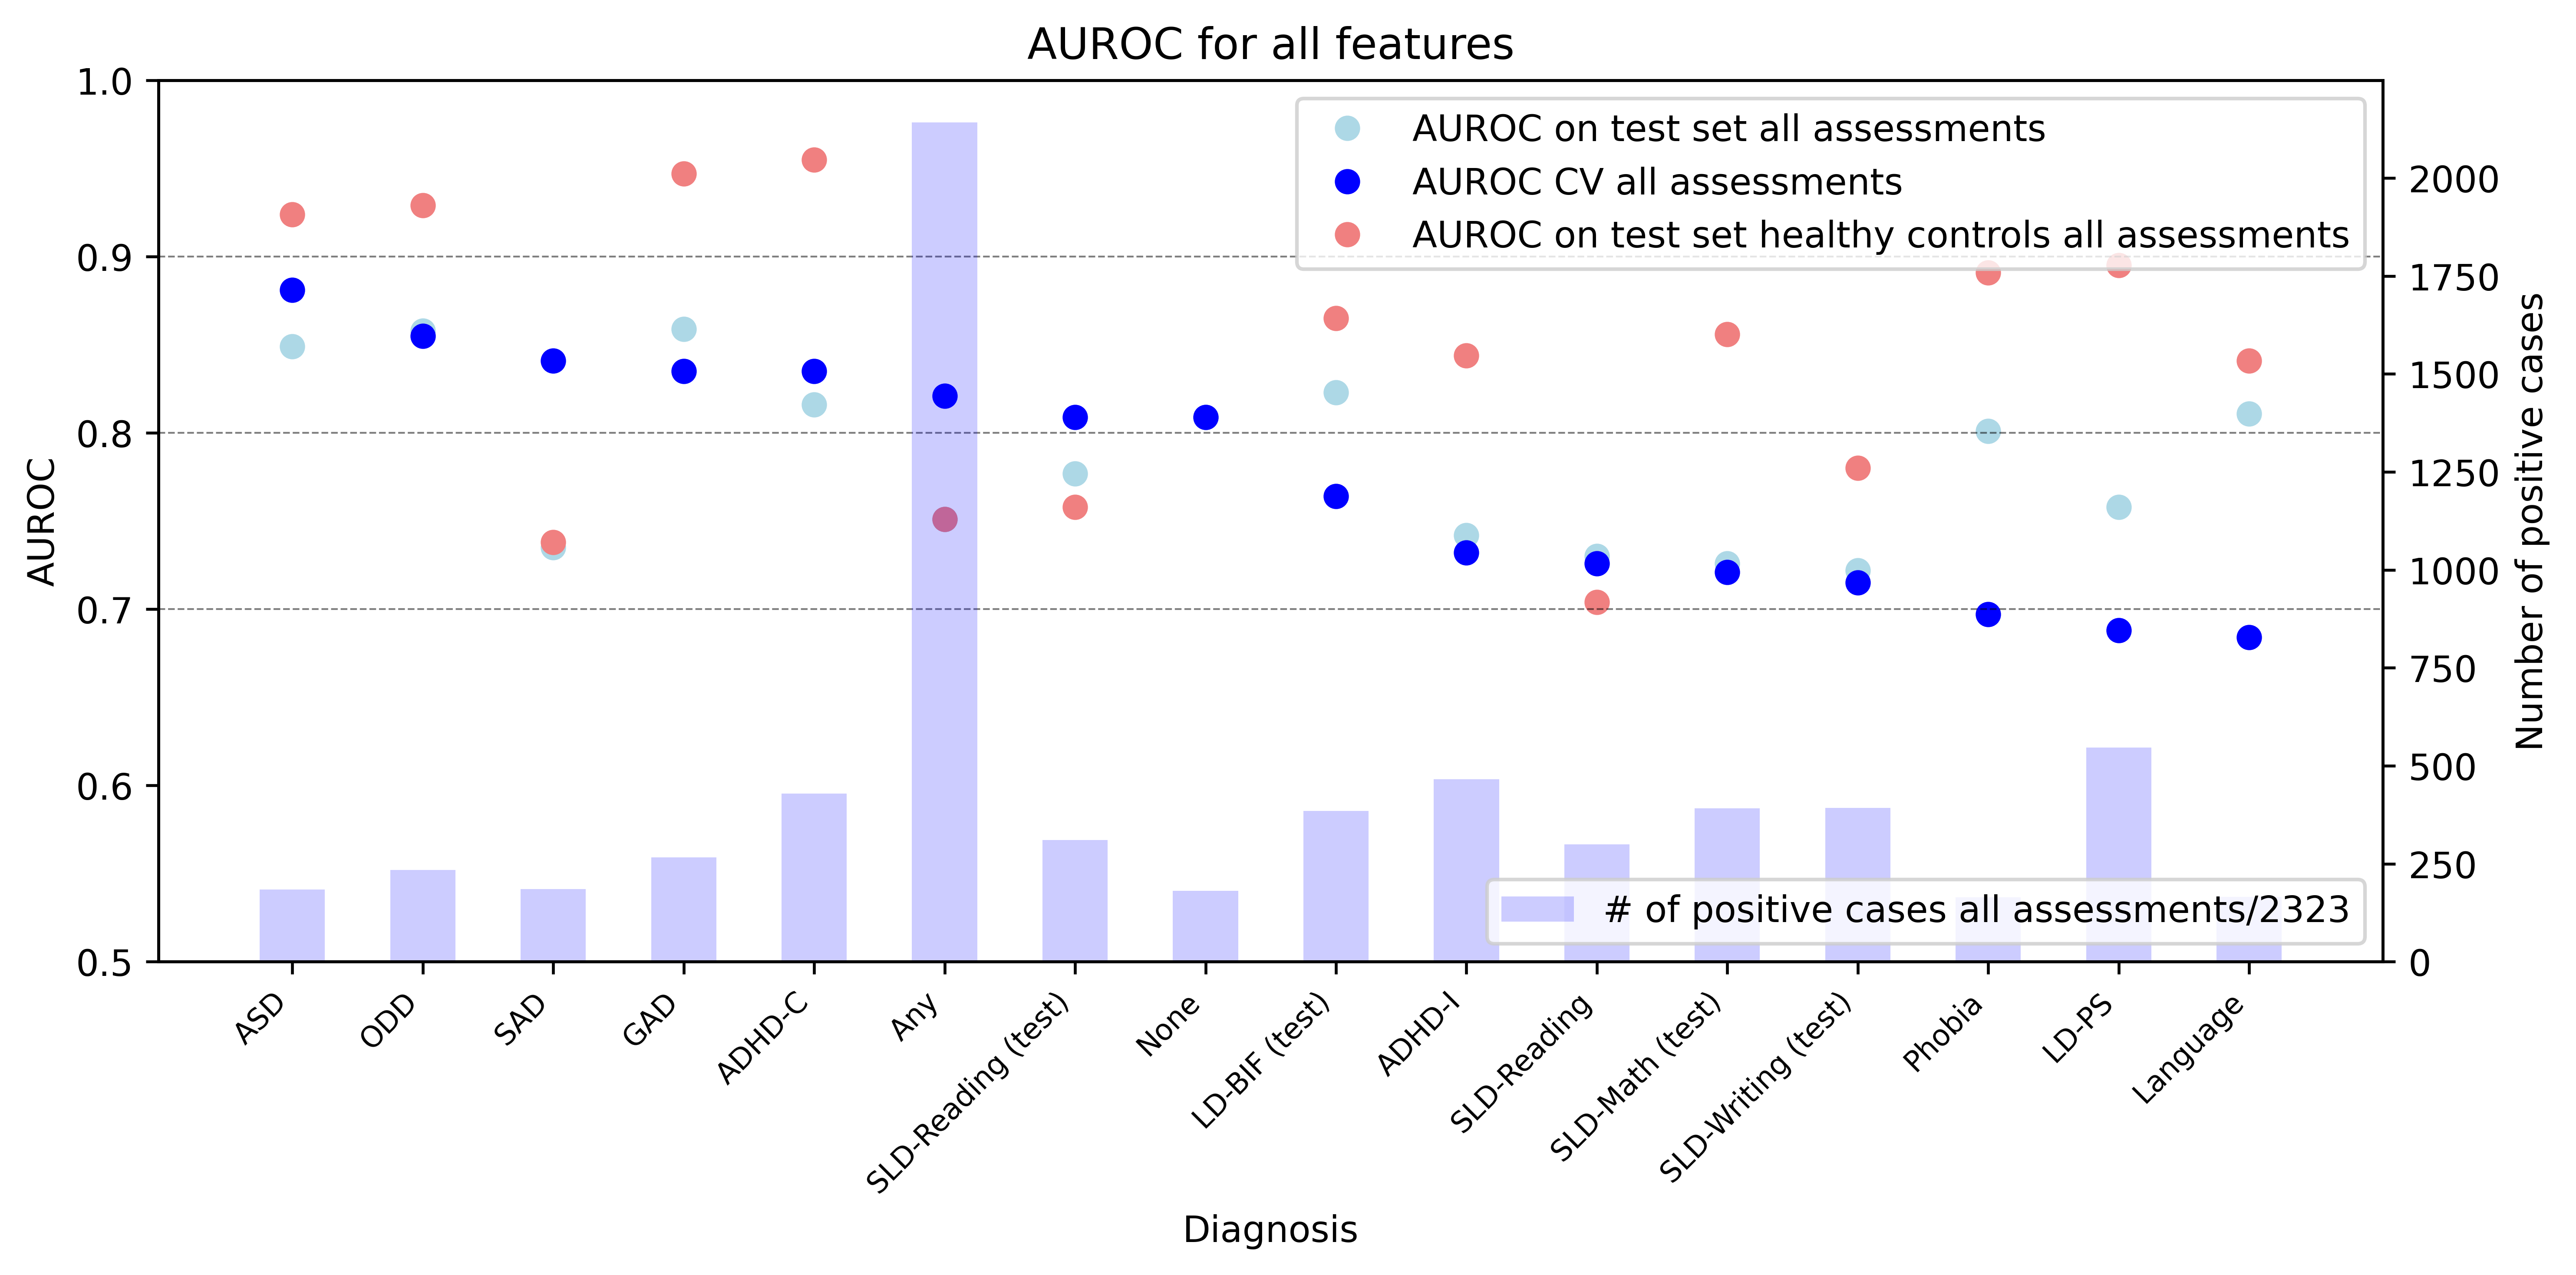 AUROC for all features
AUROC on test set all assessments
AUROC CV all assessments
AUROC on test set healthy controls all assessments
# of positive cases all assessments/2323
AUROC
1.0
0.9
0.8
0.7
0.6
0.5
Number of positive cases
2000
1750
1500
1250
1000
750
500
250
0
ASD
ODD
SAD
GAD
ADHD-C
Any
SLD-Reading (test)
None
LD-BIF (test)
ADHD-I
SLD-Reading
SLD-Math (test)
SLD-Writing (test)
Phobia
LD-PS
Language
Diagnosis